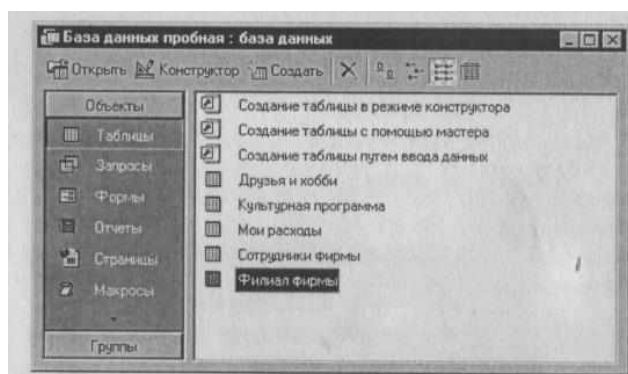 База данных пробная : база данных
Открыть Конструктор Создать
Объекты
Таблицы
Запросы
Формы
Отчеты
Страницы
Макросы
Группы
Создание таблицы в режиме конструктора
Создание таблицы с помощью мастера
Создание таблицы путем ввода данных
Друзья и хобби
Культурная программа
Мои расходы
Сотрудники фирмы
Филиал фирмы